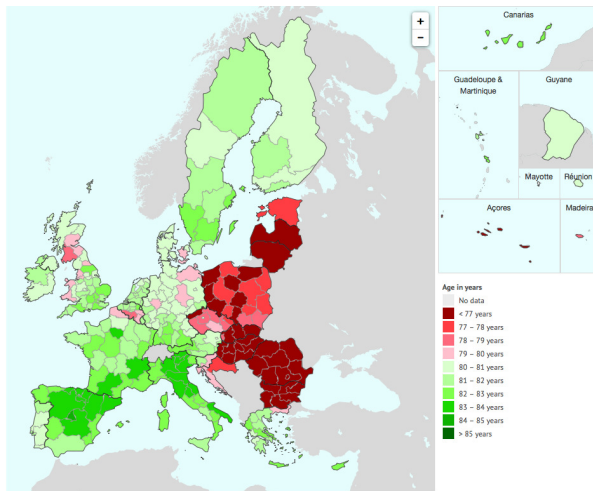 +
−
Canarias
Guadeloupe &
Martinique
Guyane
Mayotte
Réunion
Açores
Madeira
Age in years
No data
< 77 years
77 – 78 years
78 – 79 years
79 – 80 years
80 – 81 years
81 – 82 years
82 – 83 years
83 – 84 years
84 – 85 years
> 85 years